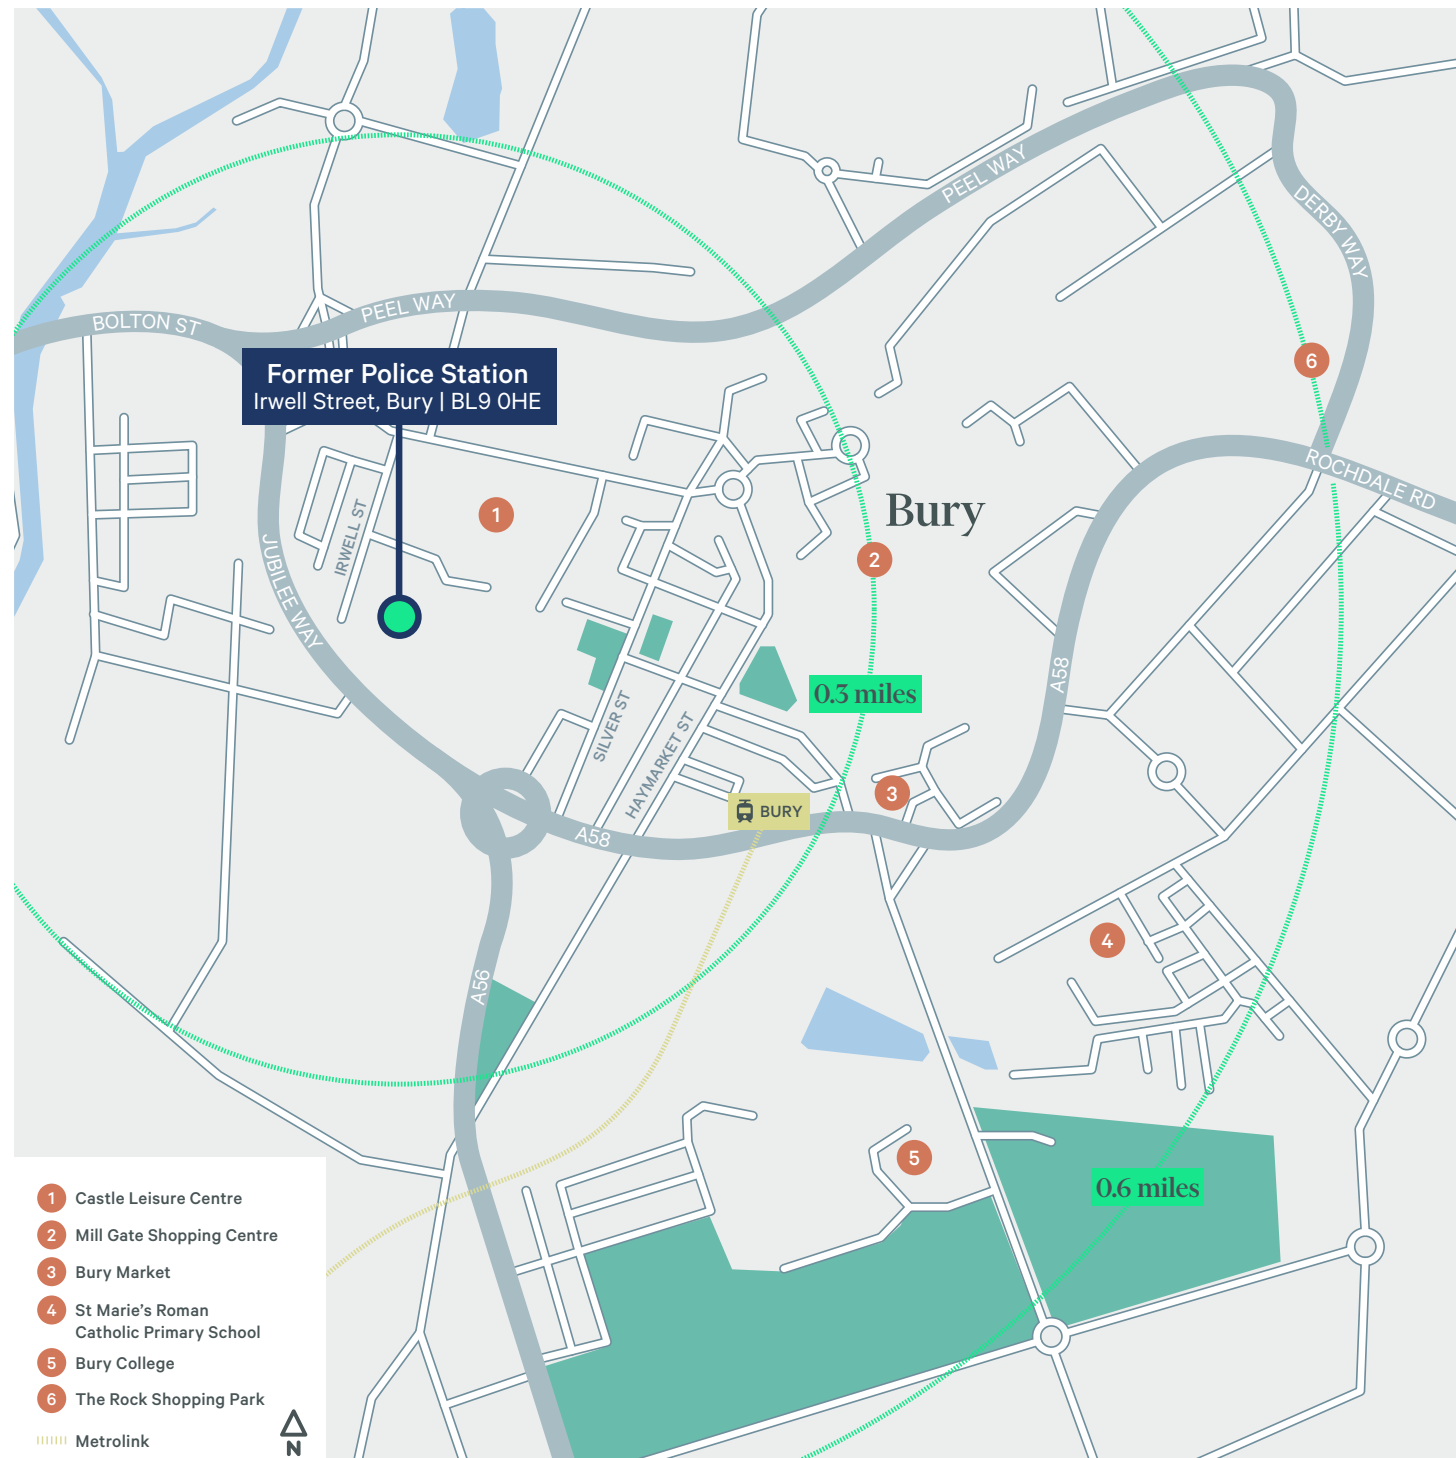 PEEL WAY
DERBY WAY
BOLTON ST
PEEL WAY
Former Police Station
Irwell Street, Bury | BL9 0HE
6
ROCHDALE RD
1
Bury
IRWELL ST
2
JUBILEE WAY
A58
0.3 miles
SILVER ST
HAYMARKET ST
3
BURY
A58
4
A56
5
0.6 miles
1 Castle Leisure Centre
2 Mill Gate Shopping Centre
3 Bury Market
4 St Marie's Roman
Catholic Primary School
5 Bury College
6 The Rock Shopping Park
Metrolink
N